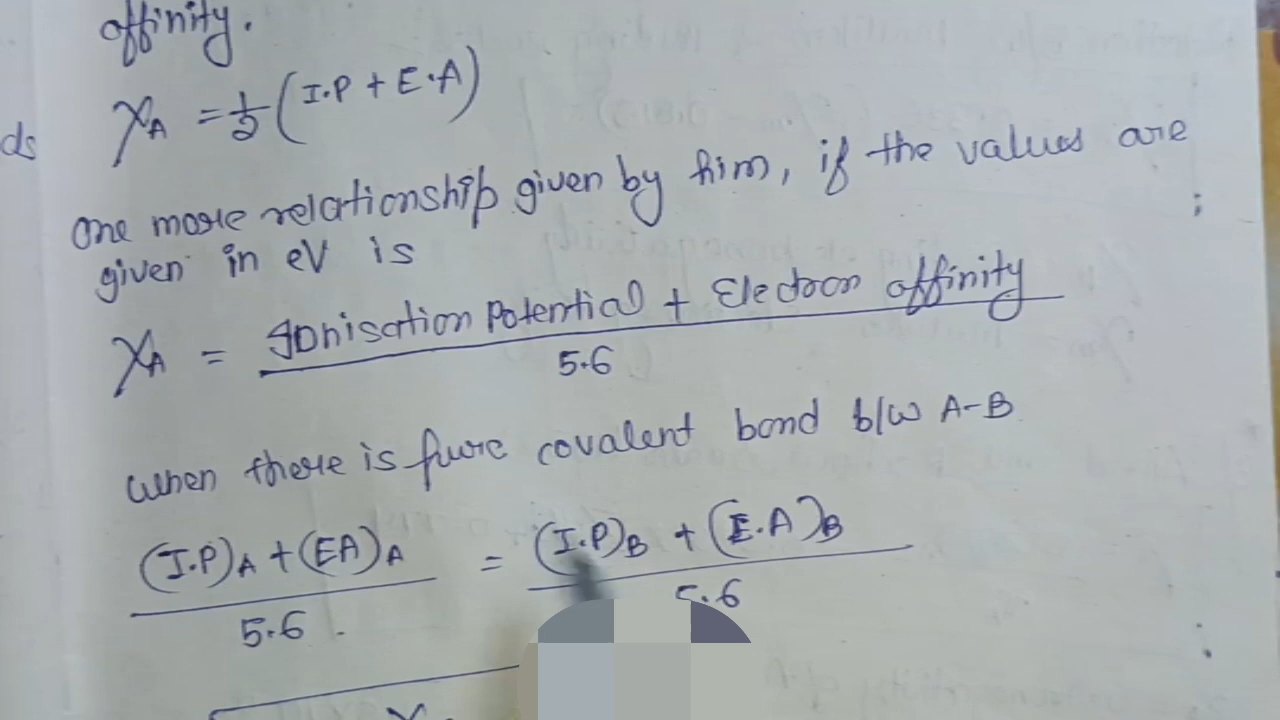 affinity.
χA = 1/2 (I.P + E.A)
ds
One more relationship given by him, if the values are
given in eV is
χA = Ionisation Potential + Electron affinity / 5.6
when there is pure covalent bond b/w A-B
(I.P)A + (EA)A / 5.6 = (I.P)B + (E.A)B / 5.6